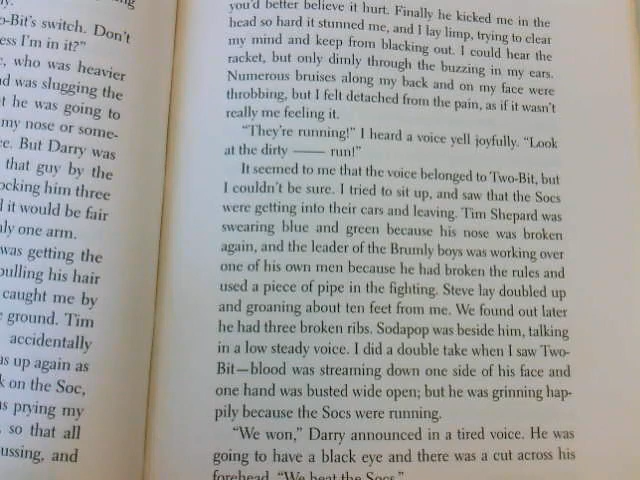 o-Bit's switch. Don't
ess I'm in it?"
who was heavier
was slugging the
he was going to
my nose or some-
But Darry was
that guy by the
ocking him three
it would be fair
ly one arm.
was getting the
pulling his hair
caught me by
ground. Tim
accidentally
as up again as
k on the Soc,
as prying my
so that all
ussing, and
you'd better believe it hurt. Finally he kicked me in the
head so hard it stunned me, and I lay limp, trying to clear
my mind and keep from blacking out. I could hear the
racket, but only dimly through the buzzing in my ears.
Numerous bruises along my back and on my face were
throbbing, but I felt detached from the pain, as if it wasn't
really me feeling it.
"They're running!" I heard a voice yell joyfully. "Look
at the dirty —— run!"
It seemed to me that the voice belonged to Two-Bit, but
I couldn't be sure. I tried to sit up, and saw that the Socs
were getting into their cars and leaving. Tim Shepard was
swearing blue and green because his nose was broken
again, and the leader of the Brumly boys was working over
one of his own men because he had broken the rules and
used a piece of pipe in the fighting. Steve lay doubled up
and groaning about ten feet from me. We found out later
he had three broken ribs. Sodapop was beside him, talking
in a low steady voice. I did a double take when I saw Two-
Bit—blood was streaming down one side of his face and
one hand was busted wide open; but he was grinning hap-
pily because the Socs were running.
"We won," Darry announced in a tired voice. He was
going to have a black eye and there was a cut across his
forehead. "We beat the Socs."